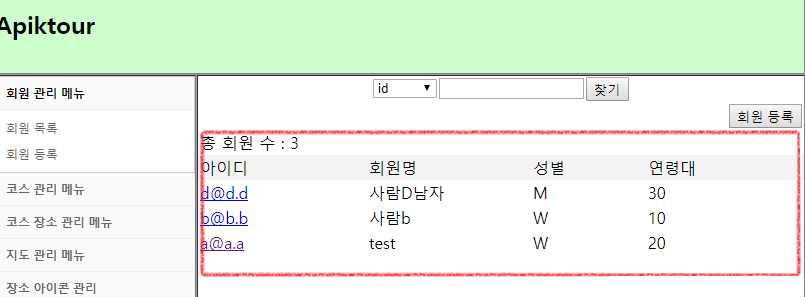 Apiktour
회원 관리 메뉴
회원 목록
회원 등록
코스 관리 메뉴
코스 장소 관리 메뉴
지도 관리 메뉴
장소 아이콘 관리
id 찾기
회원 등록
총 회원 수 : 3
아이디 회원명 성별 연령대
d@d.d 사람D남자 M 30
b@b.b 사람b W 10
a@a.a test W 20